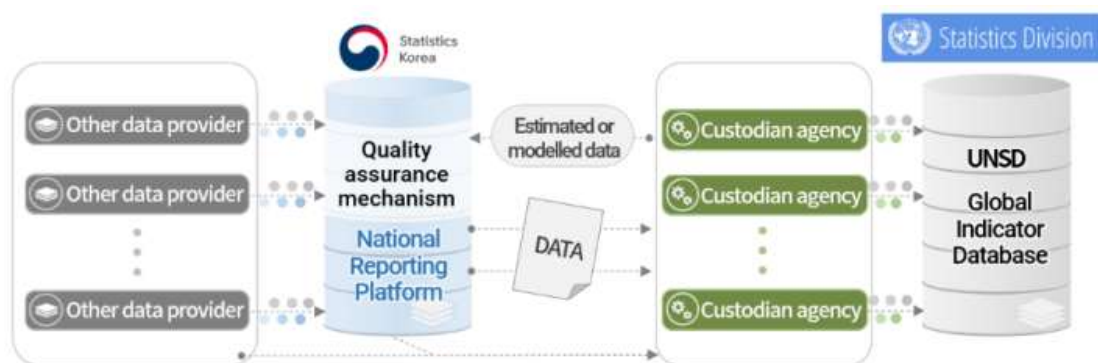 Statistics
Korea
Statistics Division
Other data provider
Other data provider
Other data provider
Quality
assurance
mechanism
National
Reporting
Platform
Estimated or
modelled data
DATA
Custodian agency
Custodian agency
Custodian agency
UNSD
Global
Indicator
Database